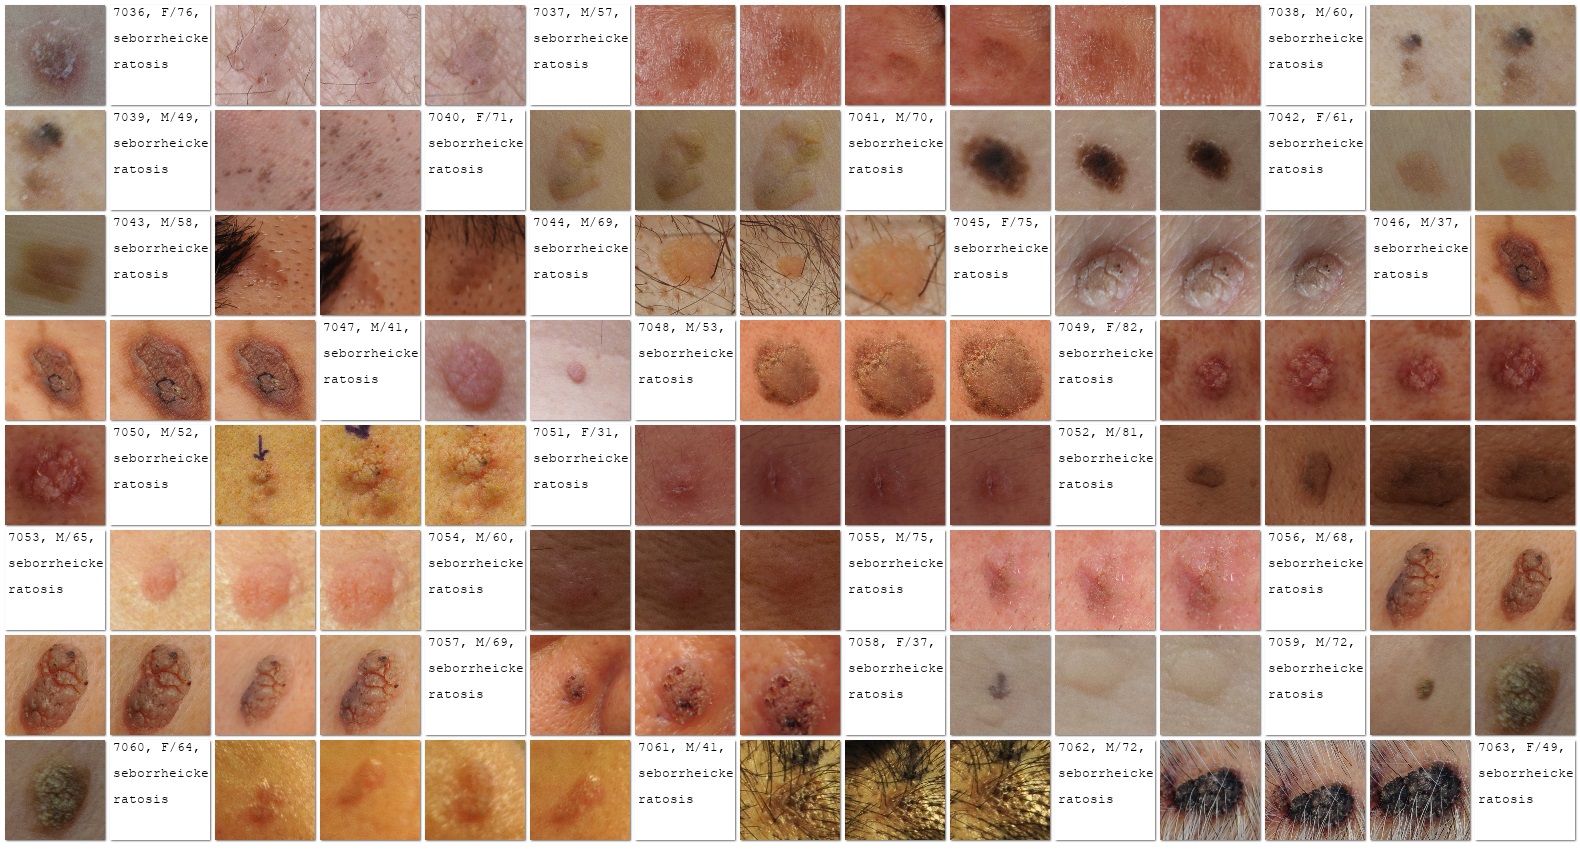 7036, F/76,
seborrheicke
ratosis
7037, M/57,
seborrheicke
ratosis
7038, M/60,
seborrheicke
ratosis
7039, M/49,
seborrheicke
ratosis
7040, F/71,
seborrheicke
ratosis
7041, M/70,
seborrheicke
ratosis
7042, F/61,
seborrheicke
ratosis
7043, M/58,
seborrheicke
ratosis
7044, M/69,
seborrheicke
ratosis
7045, F/75,
seborrheicke
ratosis
7046, M/37,
seborrheicke
ratosis
7047, M/41,
seborrheicke
ratosis
7048, M/53,
seborrheicke
ratosis
7049, F/82,
seborrheicke
ratosis
7050, M/52,
seborrheicke
ratosis
7051, F/31,
seborrheicke
ratosis
7052, M/81,
seborrheicke
ratosis
7053, M/65,
seborrheicke
ratosis
7054, M/60,
seborrheicke
ratosis
7055, M/75,
seborrheicke
ratosis
7056, M/68,
seborrheicke
ratosis
7057, M/69,
seborrheicke
ratosis
7058, F/37,
seborrheicke
ratosis
7059, M/72,
seborrheicke
ratosis
7060, F/64,
seborrheicke
ratosis
7061, M/41,
seborrheicke
ratosis
7062, M/72,
seborrheicke
ratosis
7063, F/49,
seborrheicke
ratosis